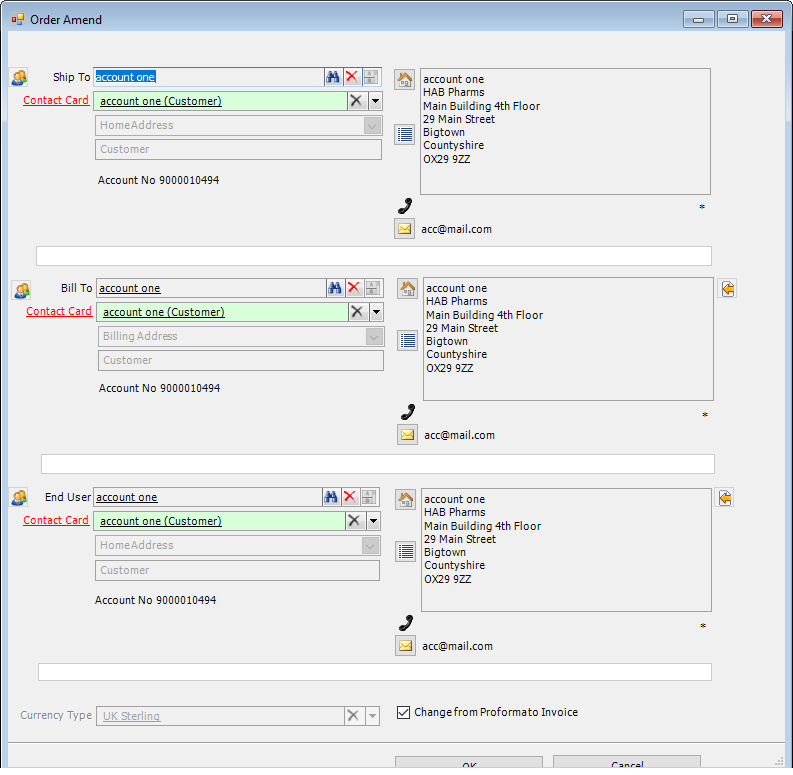 Order Amend
Ship To account one
Contact Card account one (Customer)
HomeAddress
Customer
Account No 9000010494
account one
HAB Pharms
Main Building 4th Floor
29 Main Street
Bigtown
Countyshire
OX29 9ZZ
*
acc@mail.com
Bill To account one
Contact Card account one (Customer)
Billing Address
Customer
Account No 9000010494
account one
HAB Pharms
Main Building 4th Floor
29 Main Street
Bigtown
Countyshire
OX29 9ZZ
*
acc@mail.com
End User account one
Contact Card account one (Customer)
HomeAddress
Customer
Account No 9000010494
account one
HAB Pharms
Main Building 4th Floor
29 Main Street
Bigtown
Countyshire
OX29 9ZZ
*
acc@mail.com
Currency Type UK Sterling
Change from Proformato Invoice
OK Cancel